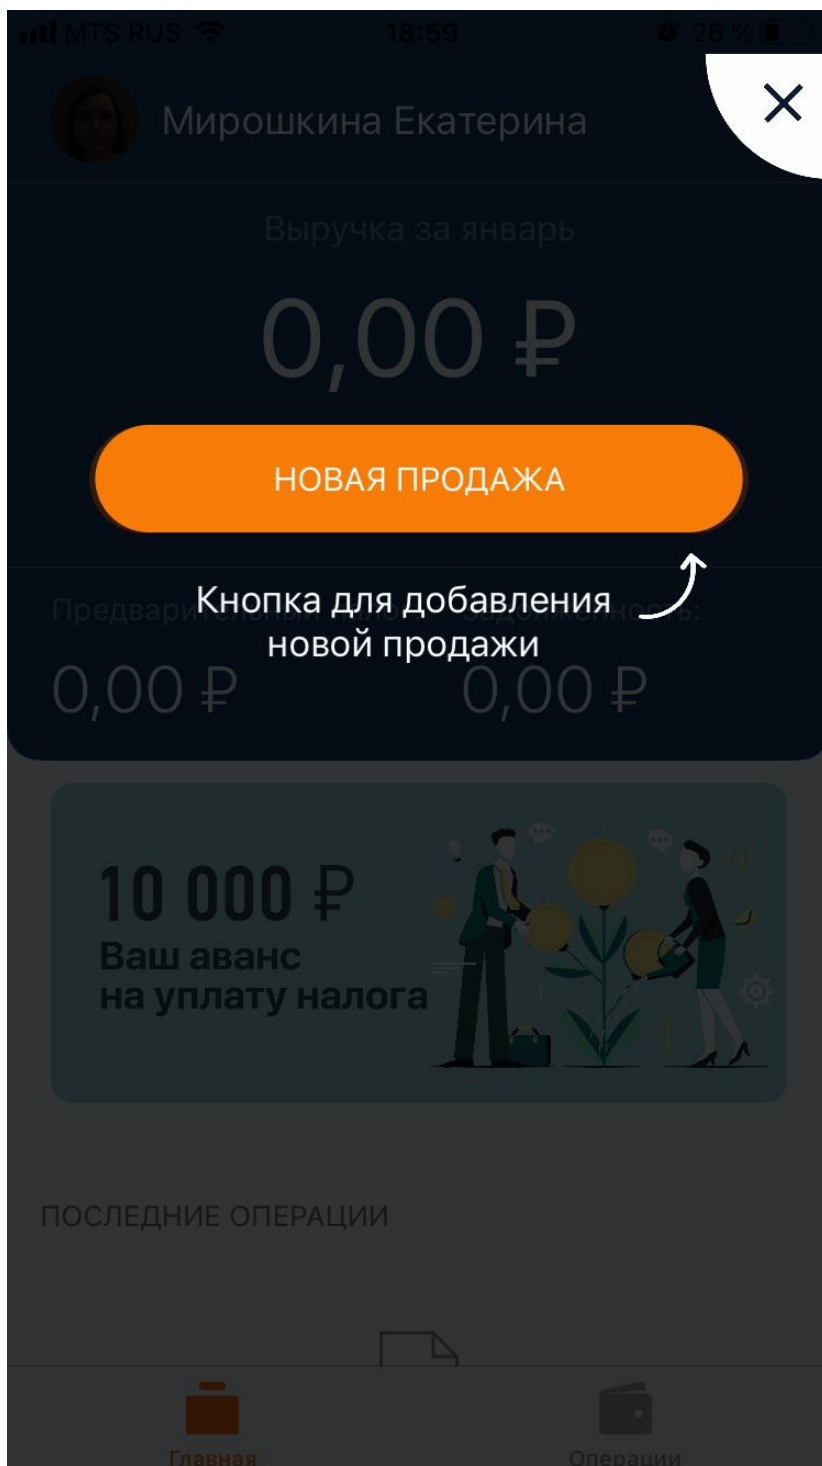 MTS RUS 18:59 26 %
Мирошкина Екатерина
Выручка за январь
0,00 ₽
НОВАЯ ПРОДАЖА
Кнопка для добавления
новой продажи
0,00 ₽ 0,00 ₽
10 000 ₽
Ваш аванс
на уплату налога
ПОСЛЕДНИЕ ОПЕРАЦИИ
Главная Операции